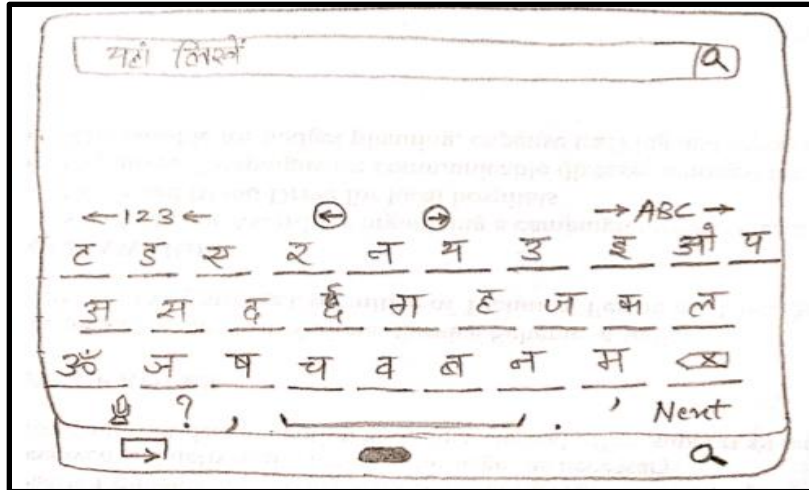 यहां लिखें
←123← ← → →ABC→
ट ड ए र न य उ इ ओ प
अ स द ई ग ह ज क ल
ॐ ज ष च व ब न म
? , . ' Next